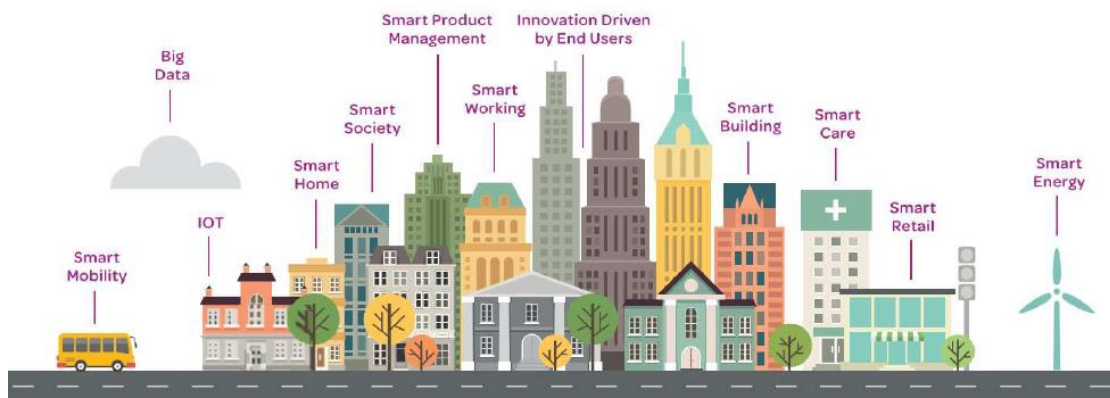 Smart Product
Management
Innovation Driven
by End Users
Big
Data
Smart
Working
Smart
Society
Smart
Building
Smart
Care
Smart
Home
Smart
Energy
IOT
Smart
Retail
Smart
Mobility